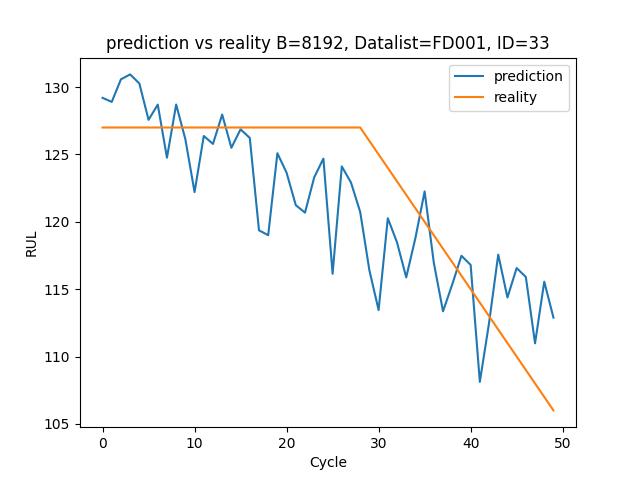 prediction vs reality B=8192, Datalist=FD001, ID=33
prediction
reality
RUL
130
125
120
115
110
105
0 10 20 30 40 50
Cycle